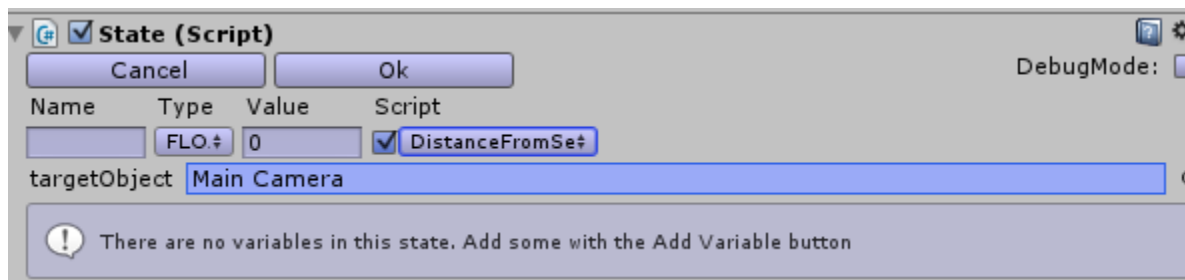 State (Script)
Cancel Ok DebugMode:
Name Type Value Script
FLO. 0 DistanceFromSe
targetObject Main Camera
There are no variables in this state. Add some with the Add Variable button